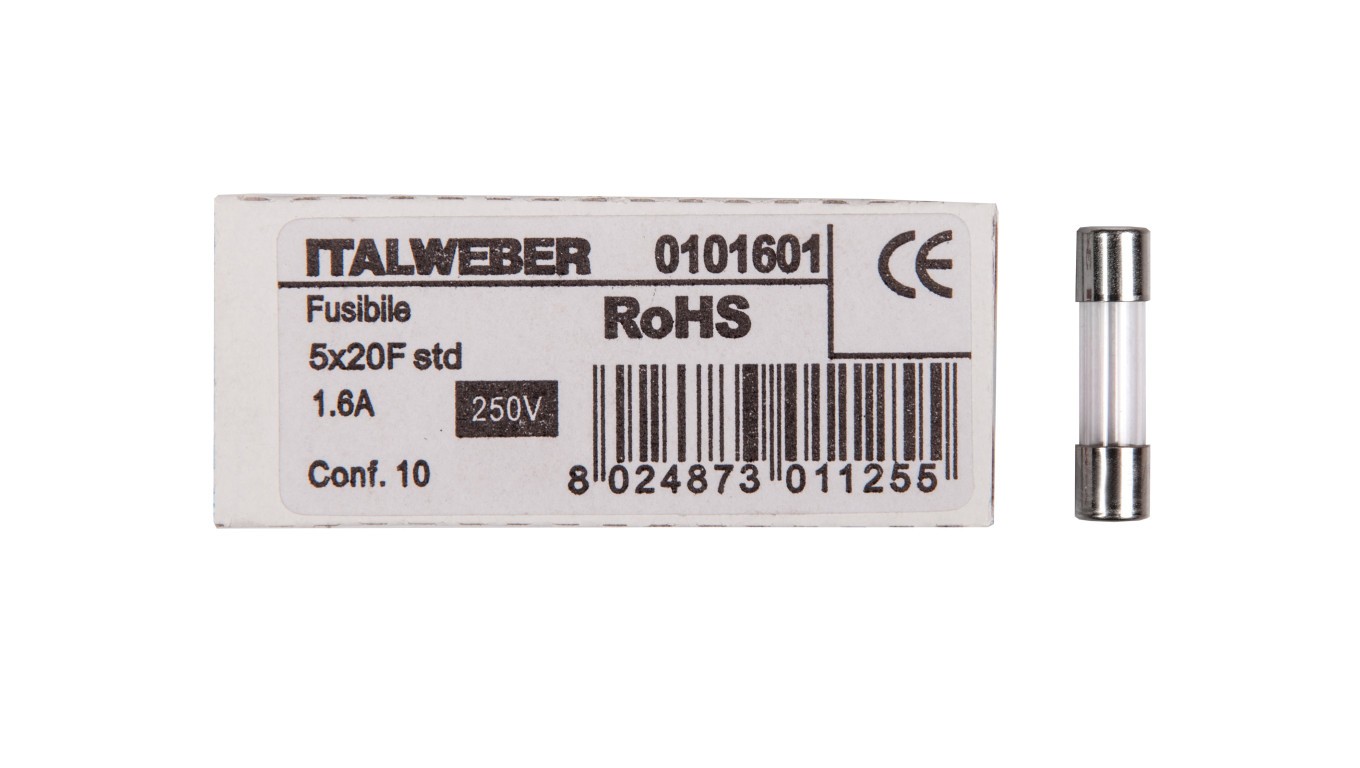 ITALWEBER 0101601
CE
Fusibile
RoHS
5x20F std
1.6A
250V
Conf. 10
8 024873 011255